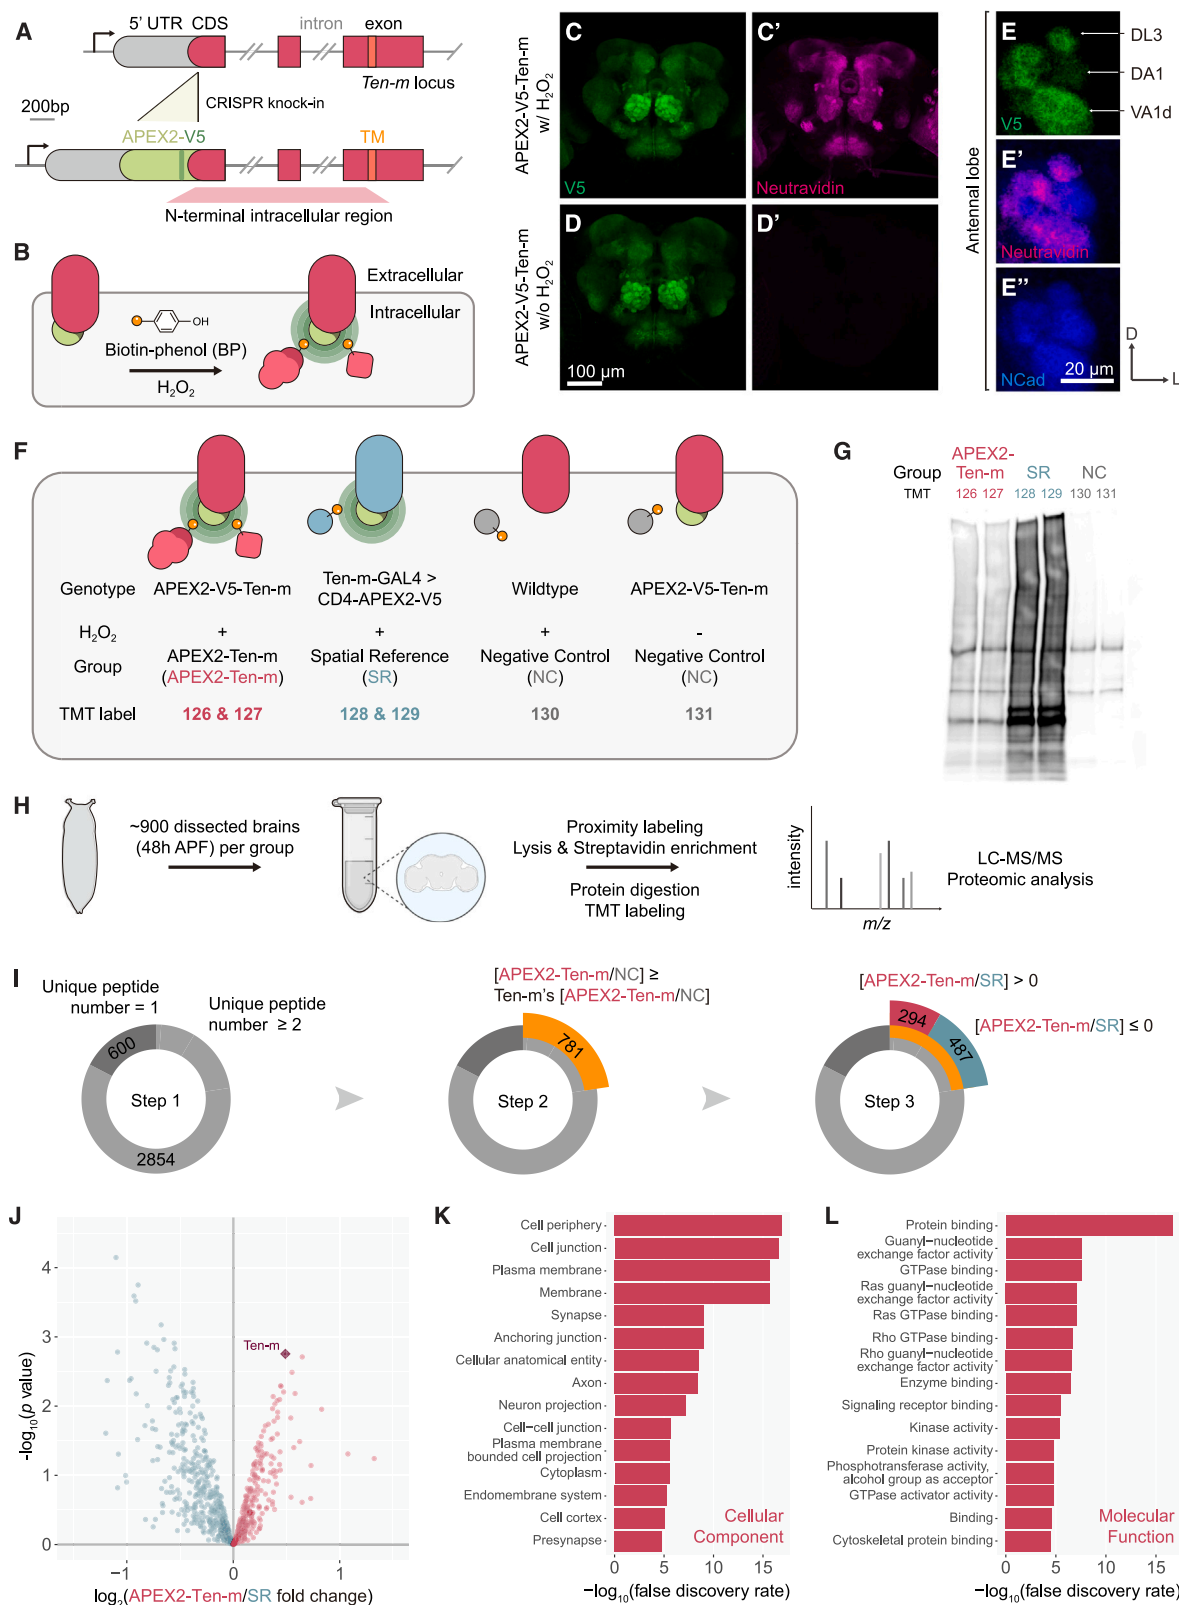 A
5' UTR CDS
intron
exon
Ten-m locus
200bp
CRISPR knock-in
APEX2-V5
TM
N-terminal intracellular region
B
Extracellular
Intracellular
OH
Biotin-phenol (BP)
H₂O₂
C
C'
APEX2-V5-Ten-m
w/ H₂O₂
V5
Neutravidin
D
D'
APEX2-V5-Ten-m
w/o H₂O₂
100 µm
E
DL3
DA1
VA1d
V5
Antennal lobe
E'
Neutravidin
E"
NCad
20 µm
D
L
F
Genotype
APEX2-V5-Ten-m
Ten-m-GAL4 >
CD4-APEX2-V5
Wildtype
APEX2-V5-Ten-m
H₂O₂
+
+
+
-
Group
APEX2-Ten-m
(APEX2-Ten-m)
Spatial Reference
(SR)
Negative Control
(NC)
Negative Control
(NC)
TMT label
126 & 127
128 & 129
130
131
G
Group
APEX2-
Ten-m
SR
NC
TMT
126 127 128 129 130 131
H
~900 dissected brains
(48h APF) per group
Proximity labeling
Lysis & Streptavidin enrichment
Protein digestion
TMT labeling
intensity
m/z
LC-MS/MS
Proteomic analysis
I
Unique peptide
number = 1
Unique peptide
number ≥ 2
600
Step 1
2854
[APEX2-Ten-m/NC] ≥
Ten-m's [APEX2-Ten-m/NC]
781
Step 2
[APEX2-Ten-m/SR] > 0
[APEX2-Ten-m/SR] ≤ 0
294
487
Step 3
J
-log₁₀(p value)
4
3
2
1
0
Ten-m
−1
0
1
log₂(APEX2-Ten-m/SR fold change)
K
Cell periphery
Cell junction
Plasma membrane
Membrane
Synapse
Anchoring junction
Cellular anatomical entity
Axon
Neuron projection
Cell−cell junction
Plasma membrane
bounded cell projection
Cytoplasm
Endomembrane system
Cell cortex
Presynapse
Cellular
Component
0 5 10 15
−log₁₀(false discovery rate)
L
Protein binding
Guanyl−nucleotide
exchange factor activity
GTPase binding
Ras guanyl−nucleotide
exchange factor activity
Ras GTPase binding
Rho GTPase binding
Rho guanyl−nucleotide
exchange factor activity
Enzyme binding
Signaling receptor binding
Kinase activity
Protein kinase activity
Phosphotransferase activity,
alcohol group as acceptor
GTPase activator activity
Binding
Cytoskeletal protein binding
Molecular
Function
0 5 10 15
−log₁₀(false discovery rate)